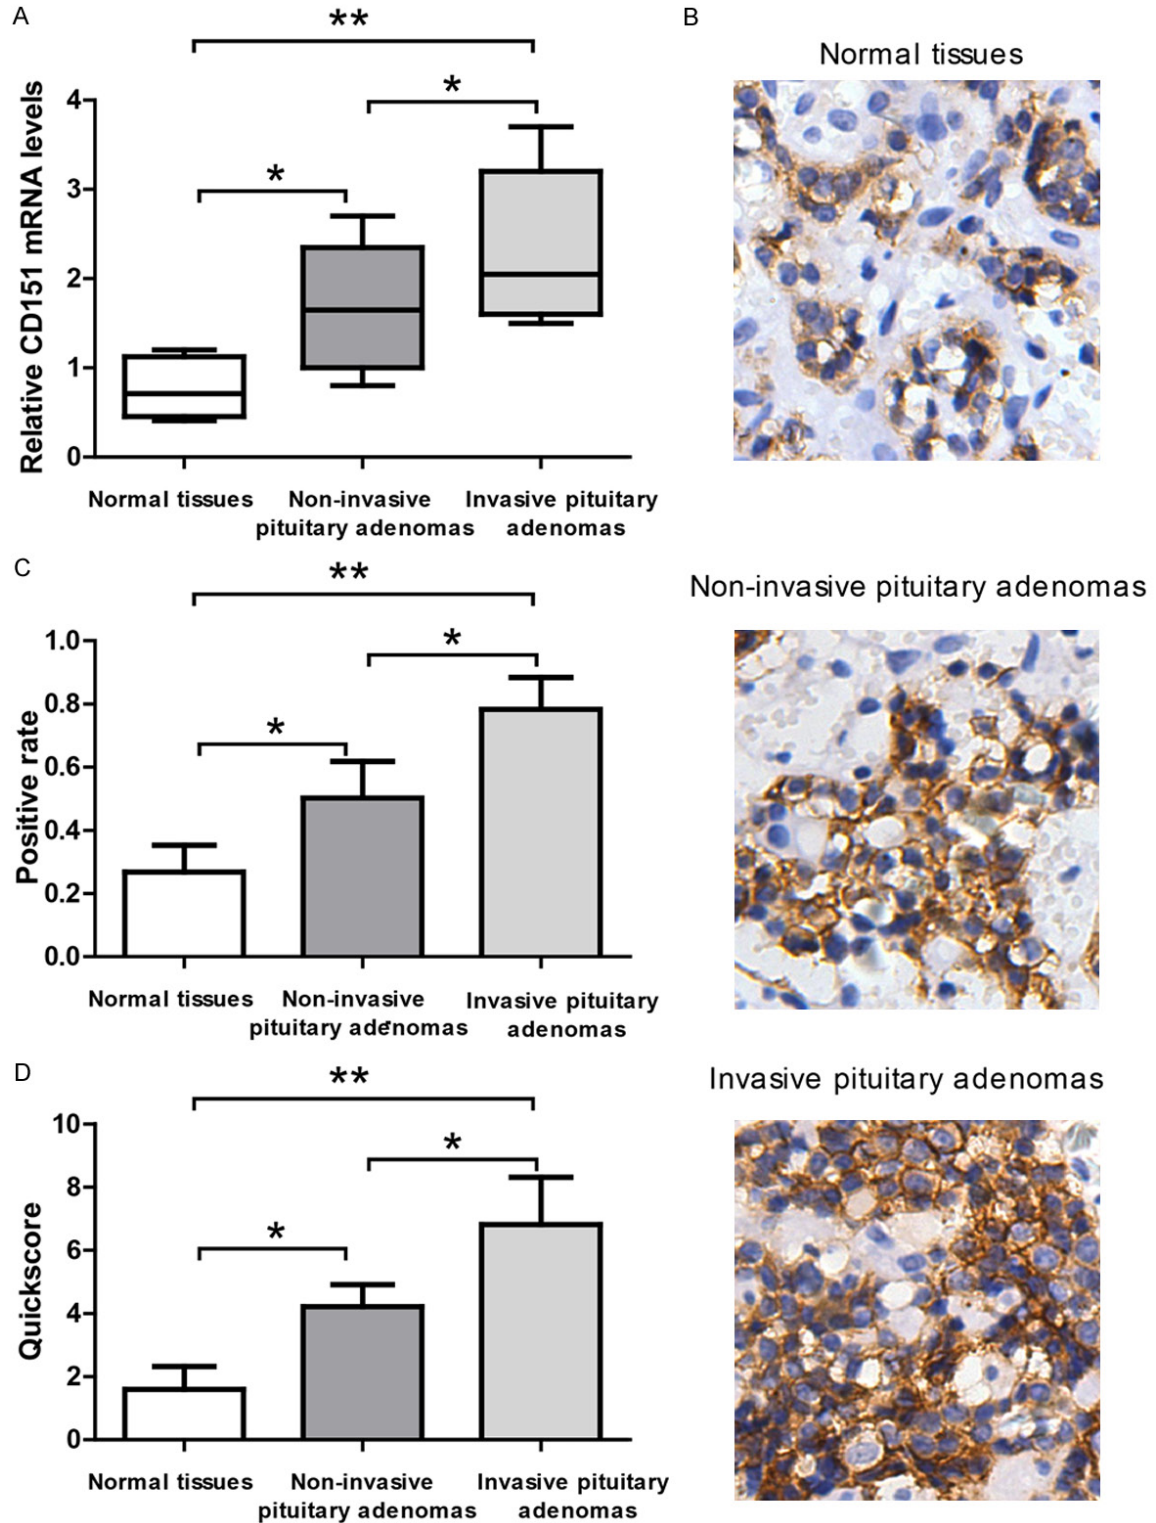 A
**
*
*
Relative CD151 mRNA levels
4
3
2
1
0
Normal tissues
Non-invasive
pituitary adenomas
Invasive pituitary
adenomas
B
Normal tissues
Non-invasive pituitary adenomas
Invasive pituitary adenomas
C
**
*
*
Positive rate
1.0
0.8
0.6
0.4
0.2
0.0
Normal tissues
Non-invasive
pituitary adenomas
Invasive pituitary
adenomas
D
**
*
*
Quickscore
10
8
6
4
2
0
Normal tissues
Non-invasive
pituitary adenomas
Invasive pituitary
adenomas